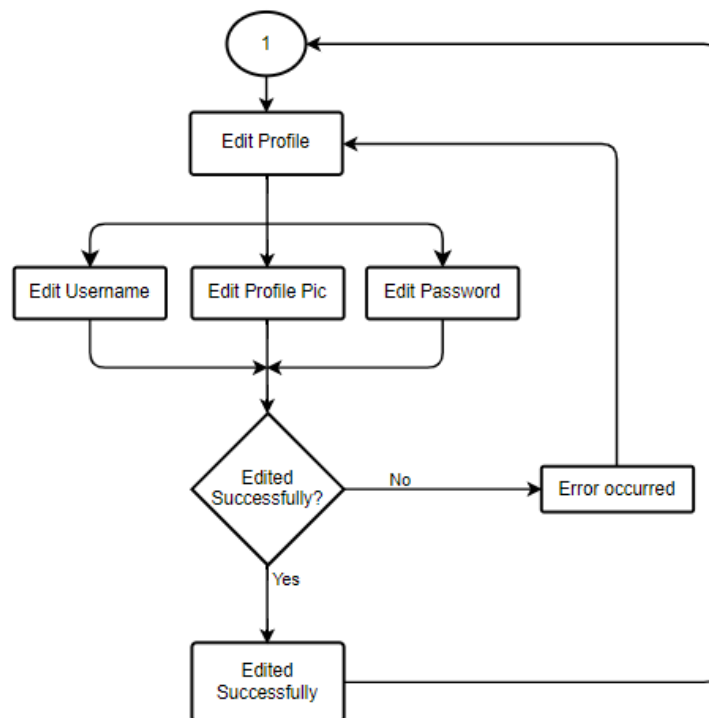 1
Edit Profile
Edit Username
Edit Profile Pic
Edit Password
Edited
Successfully?
No
Error occurred
Yes
Edited
Successfully